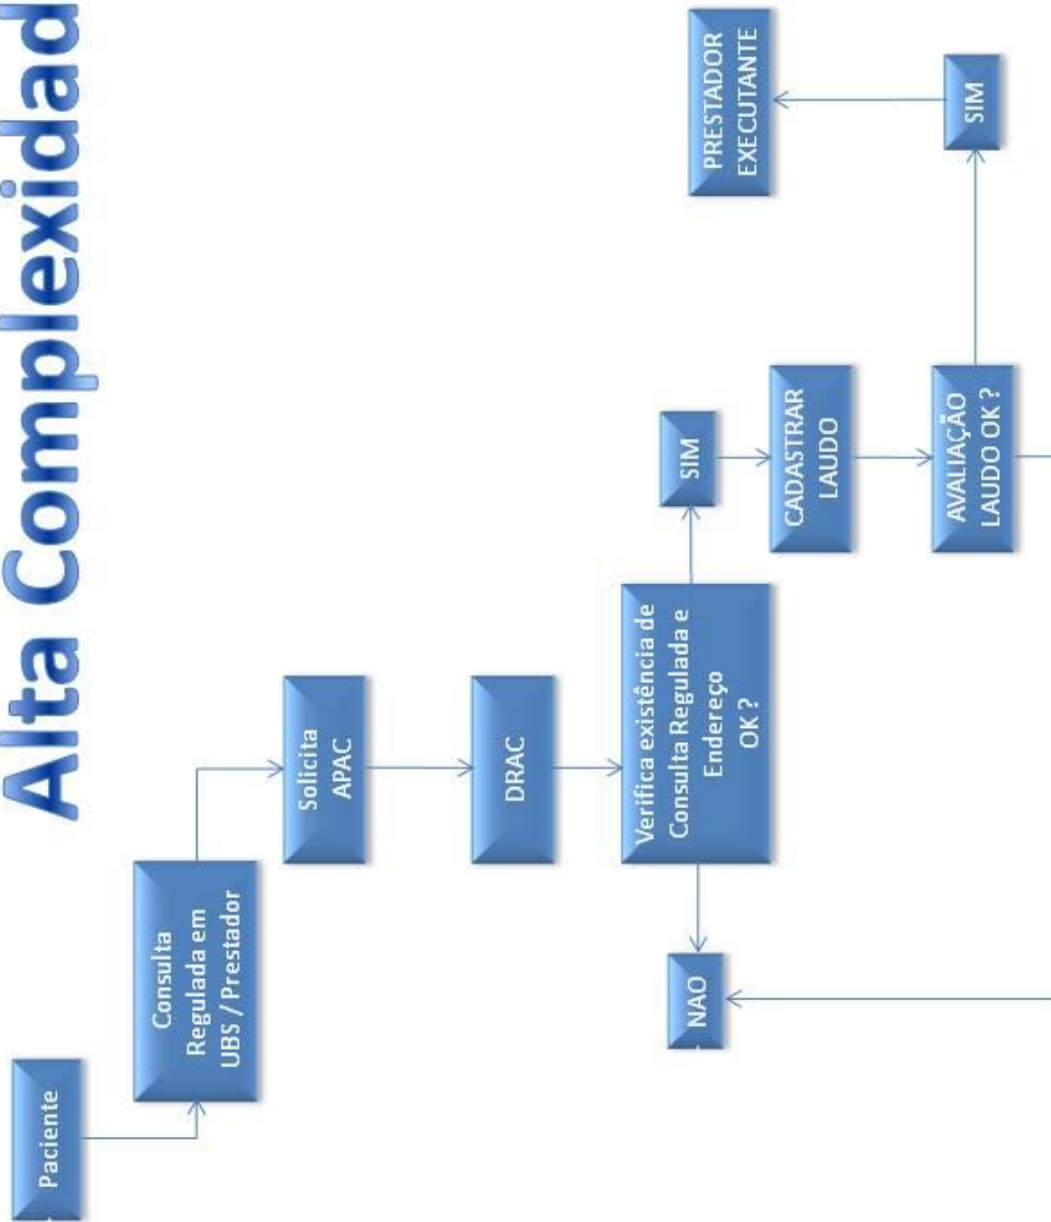 Alta Complexidad
Paciente
Consulta
Regulada em
UBS / Prestador
Solicita
APAC
DRAC
Verifica existência de
Consulta Regulada e
Endereço
OK ?
NAO
SIM
CADASTRAR
LAUDO
AVALIAÇÃO
LAUDO OK ?
SIM
PRESTADOR
EXECUTANTE